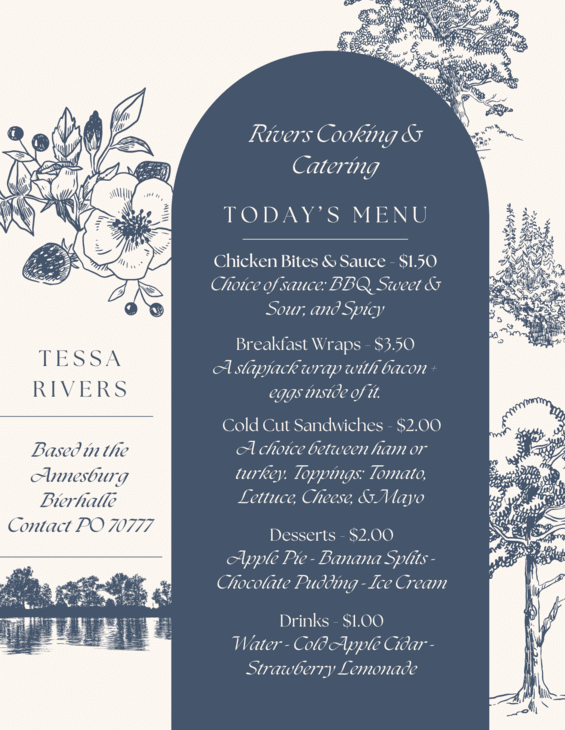 Rivers Cooking &
Catering
TODAY'S MENU
Chicken Bites & Sauce - $1.50
Choice of sauce: BBQ, Sweet &
Sour, and Spicy
Breakfast Wraps - $3.50
A slapjack wrap with bacon +
eggs inside of it.
Cold Cut Sandwiches - $2.00
A choice between ham or
turkey. Toppings: Tomato,
Lettuce, Cheese, & Mayo
Desserts - $2.00
Apple Pie - Banana Splits -
Chocolate Pudding - Ice Cream
Drinks - $1.00
Water - Cold Apple Cidar -
Strawberry Lemonade
TESSA
RIVERS
Based in the
Annesburg
Bierhalle
Contact PO 70777